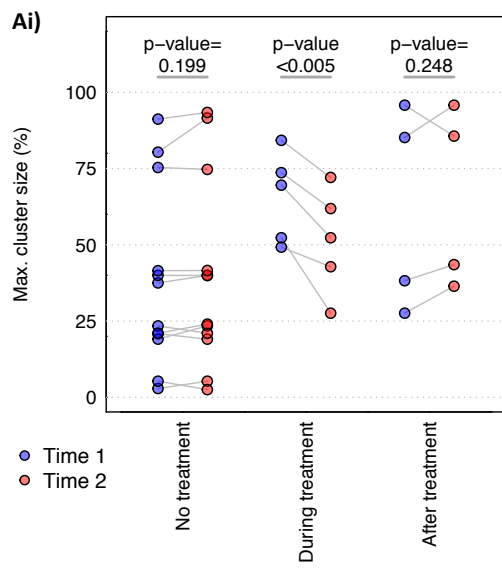 Ai)
p−value=
0.199
p−value
<0.005
p−value=
0.248
Max. cluster size (%)
100
75
50
25
0
No treatment
During treatment
After treatment
Time 1
Time 2